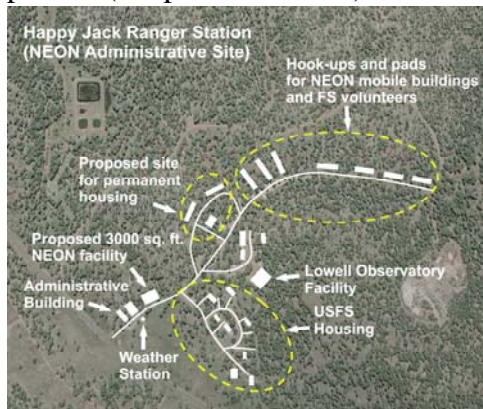 Happy Jack Ranger Station
(NEON Administrative Site)
Hook-ups and pads
for NEON mobile buildings
and FS volunteers
Proposed site
for permanent
housing
Proposed 3000 sq. ft.
NEON facility
Administrative
Building
Lowell Observatory
Facility
USFS
Housing
Weather
Station